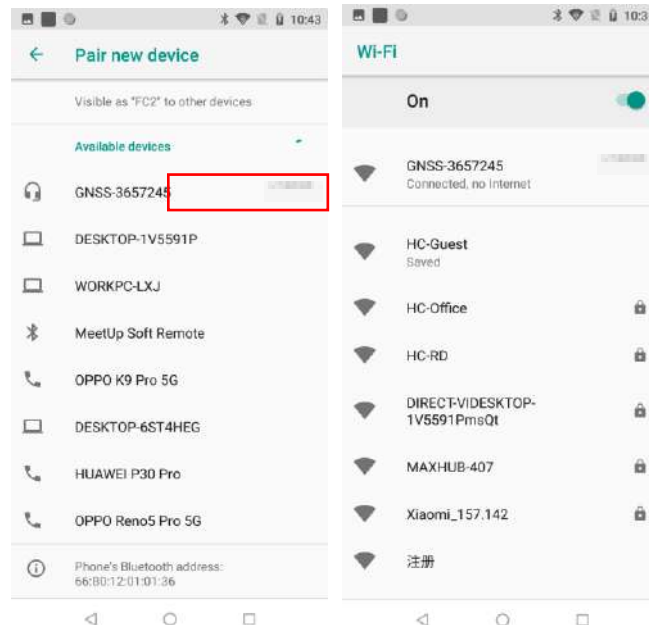 10:43
Pair new device
Visible as "FC2" to other devices
Available devices
GNSS-3657245
DESKTOP-1V5591P
WORKPC-LXJ
MeetUp Soft Remote
OPPO K9 Pro 5G
DESKTOP-6ST4HEG
HUAWEI P30 Pro
OPPO Reno5 Pro 5G
Phone's Bluetooth address:
66:B0:12:01:01:36
10:3
Wi-Fi
On
GNSS-3657245
Connected, no Internet
HC-Guest
Saved
HC-Office
HC-RD
DIRECT-VIDESKTOP-
1V5591PmsQt
MAXHUB-407
Xiaomi_157.142
注册